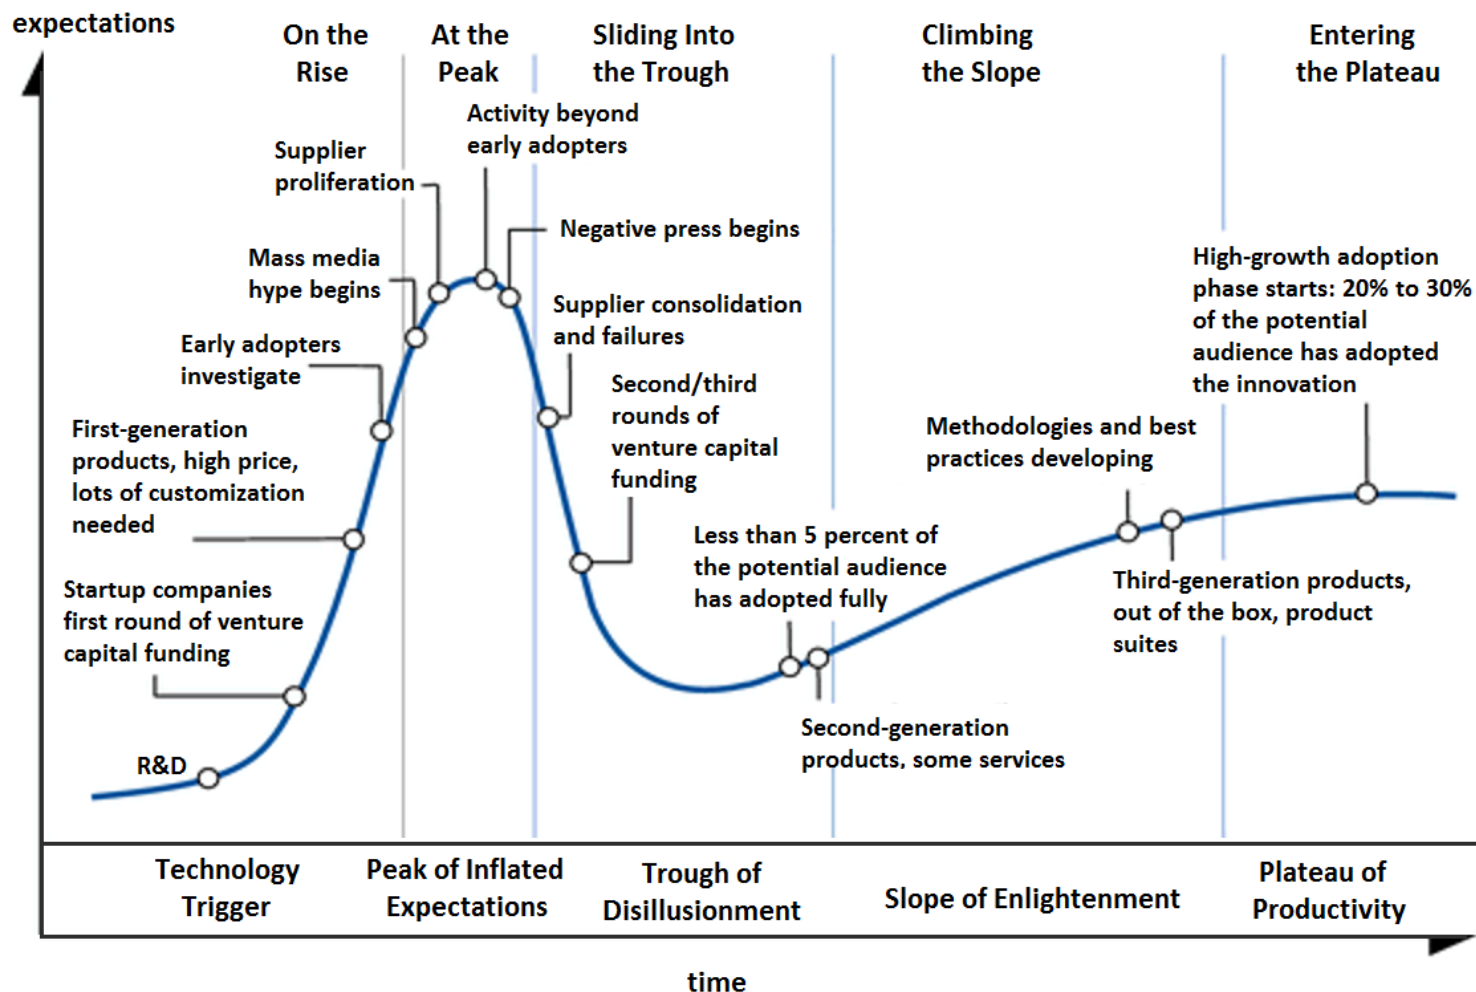 expectations
On the
Rise
At the
Peak
Sliding Into
the Trough
Climbing
the Slope
Entering
the Plateau
Activity beyond
early adopters
Supplier
proliferation
Negative press begins
Mass media
hype begins
Supplier consolidation
and failures
Early adopters
investigate
Second/third
rounds of
venture capital
funding
High-growth adoption
phase starts: 20% to 30%
of the potential
audience has adopted
the innovation
First-generation
products, high price,
lots of customization
needed
Methodologies and best
practices developing
Less than 5 percent of
the potential audience
has adopted fully
Startup companies
first round of venture
capital funding
Third-generation products,
out of the box, product
suites
Second-generation
products, some services
R&D
Technology
Trigger
Peak of Inflated
Expectations
Trough of
Disillusionment
Slope of Enlightenment
Plateau of
Productivity
time